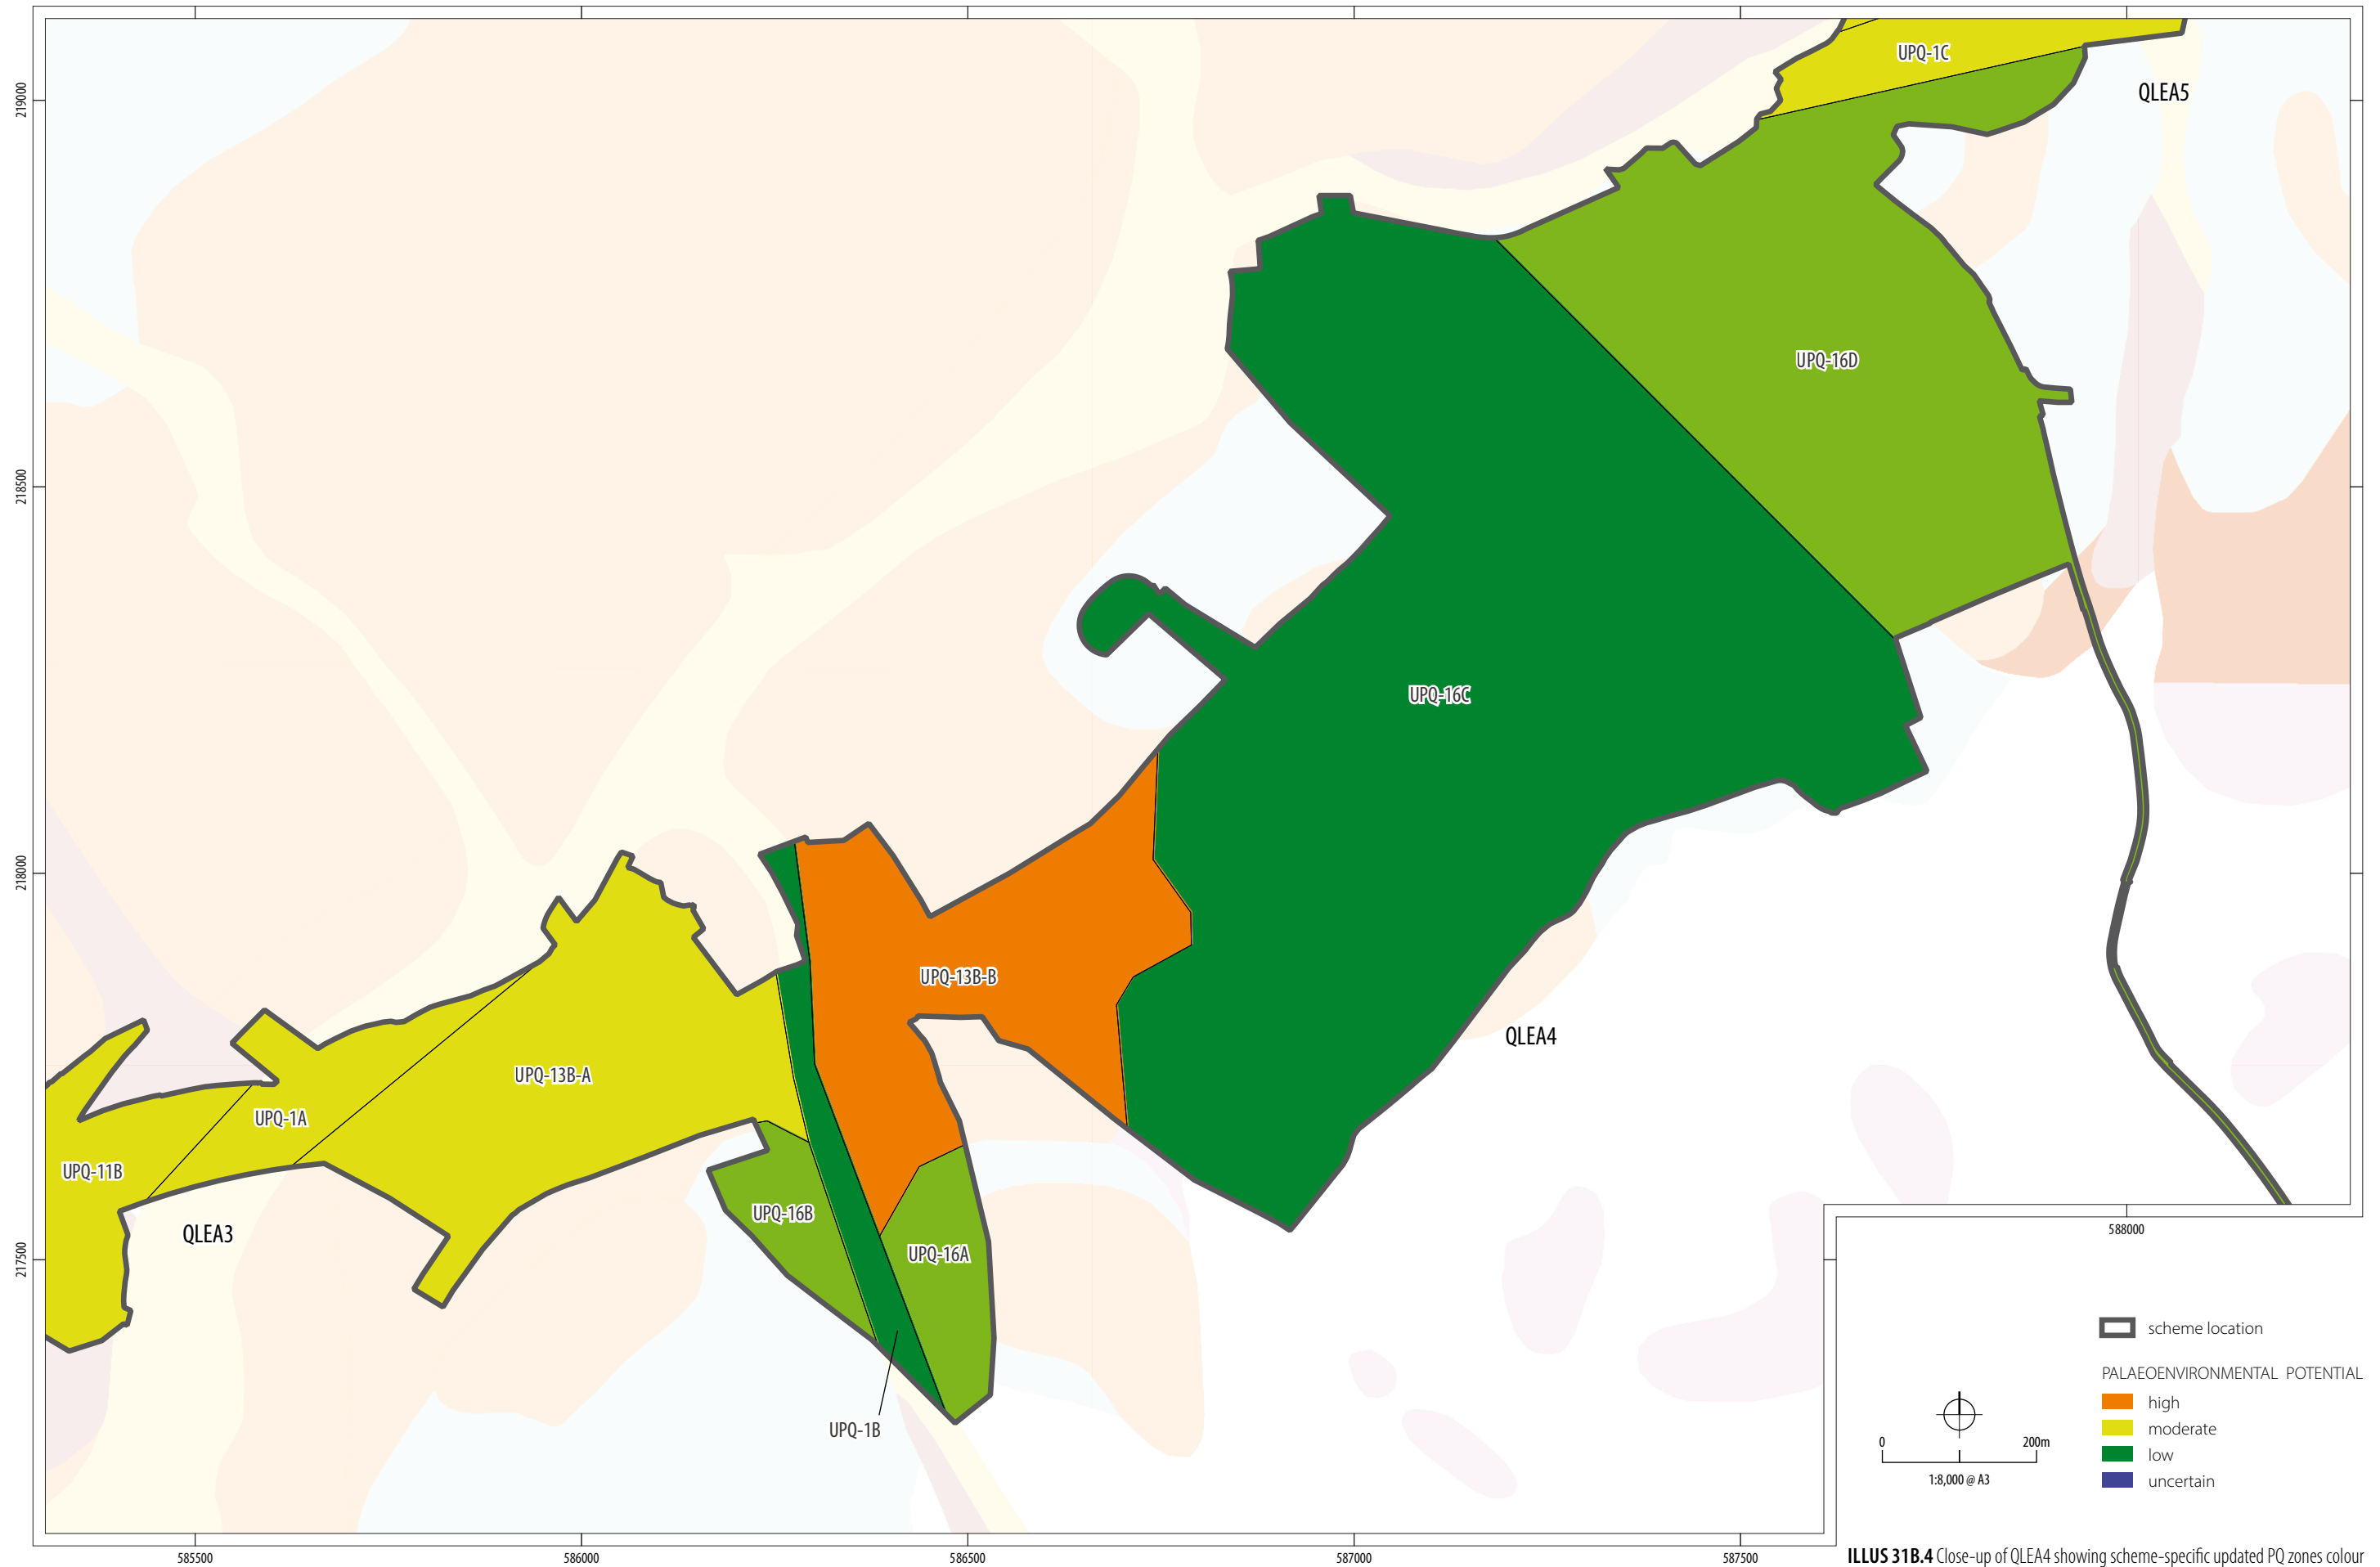 UPQ-1C
219000
QLEA5
UPQ-16D
218500
UPQ-16C
218000
UPQ-13B-B
QLEA4
UPQ-13B-A
UPQ-1A
UPQ-11B
UPQ-16B
QLEA3
588000
UPQ-16A
217500
scheme location
PALAEOENVIRONMENTAL POTENTIAL
high
UPQ-1B
moderate
0 200m
low
1:8,000 @ A3
uncertain
585500 586000 586500 587000 587500
ILLUS 31B.4 Close-up of QLEA4 showing scheme-specific updated PQ zones colour